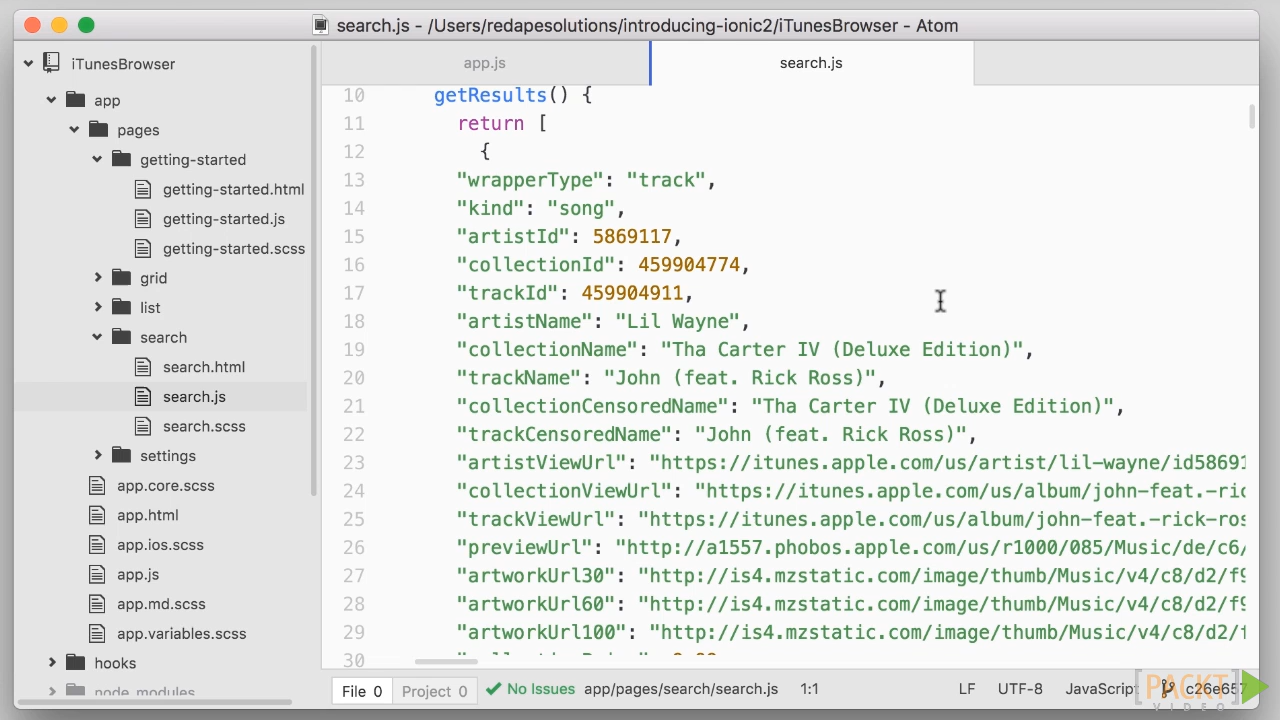 search.js - /Users/redapesolutions/introducing-ionic2/iTunesBrowser - Atom
iTunesBrowser
app
pages
getting-started
getting-started.html
getting-started.js
getting-started.scss
grid
list
search
search.html
search.js
search.scss
settings
app.core.scss
app.html
app.ios.scss
app.js
app.md.scss
app.variables.scss
hooks
node_modules
app.js
search.js
10 getResults() {
11 return [
12 {
13 "wrapperType": "track",
14 "kind": "song",
15 "artistId": 5869117,
16 "collectionId": 459904774,
17 "trackId": 459904911,
18 "artistName": "Lil Wayne",
19 "collectionName": "Tha Carter IV (Deluxe Edition)",
20 "trackName": "John (feat. Rick Ross)",
21 "collectionCensoredName": "Tha Carter IV (Deluxe Edition)",
22 "trackCensoredName": "John (feat. Rick Ross)",
23 "artistViewUrl": "https://itunes.apple.com/us/artist/lil-wayne/id58691
24 "collectionViewUrl": "https://itunes.apple.com/us/album/john-feat.-ric
25 "trackViewUrl": "https://itunes.apple.com/us/album/john-feat.-rick-ros
26 "previewUrl": "http://a1557.phobos.apple.com/us/r1000/085/Music/de/c6/
27 "artworkUrl30": "http://is4.mzstatic.com/image/thumb/Music/v4/c8/d2/f9
28 "artworkUrl60": "http://is4.mzstatic.com/image/thumb/Music/v4/c8/d2/f9
29 "artworkUrl100": "http://is4.mzstatic.com/image/thumb/Music/v4/c8/d2/f
30
File 0 Project 0 No Issues app/pages/search/search.js 1:1 LF UTF-8 JavaScript
PACKT
VIDEO